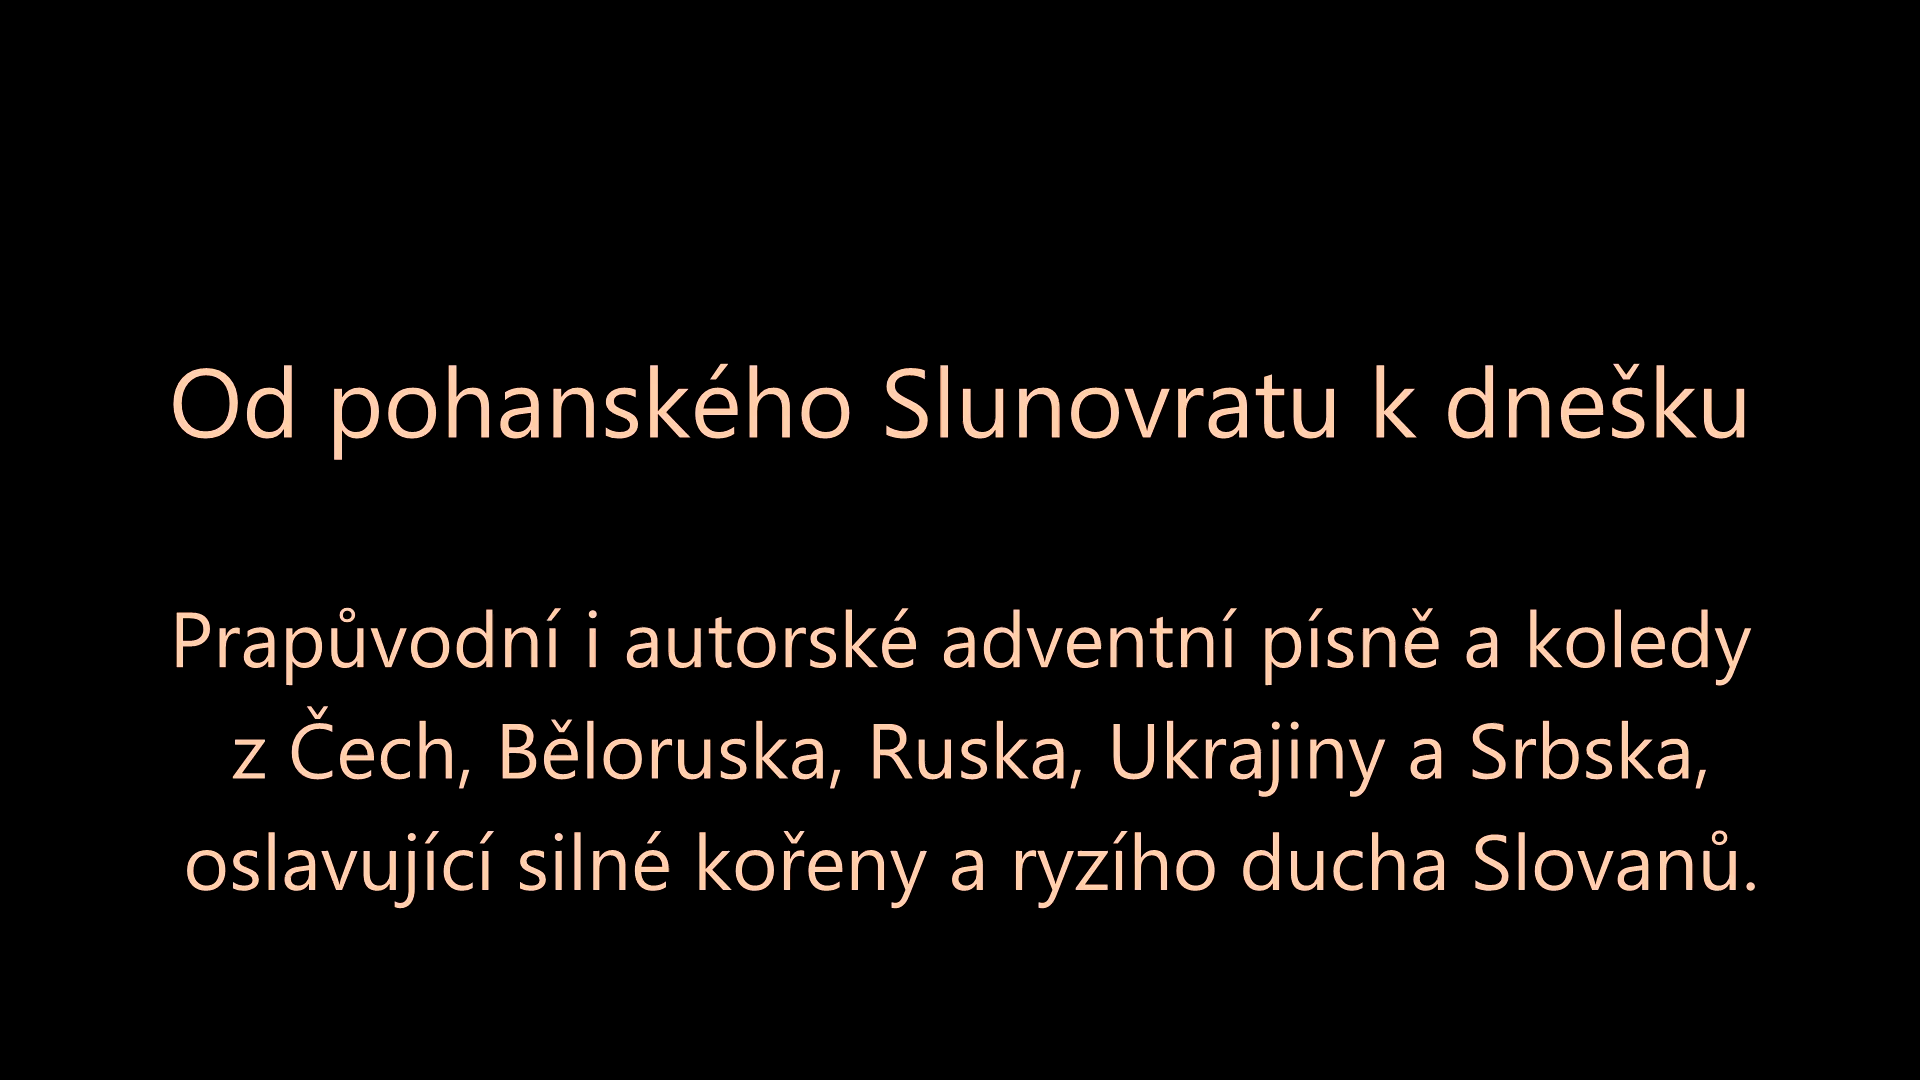 Od pohanského Slunovratu k dnešku
Prapůvodní i autorské adventní písně a koledy
z Čech, Běloruska, Ruska, Ukrajiny a Srbska,
oslavující silné kořeny a ryzího ducha Slovanů.